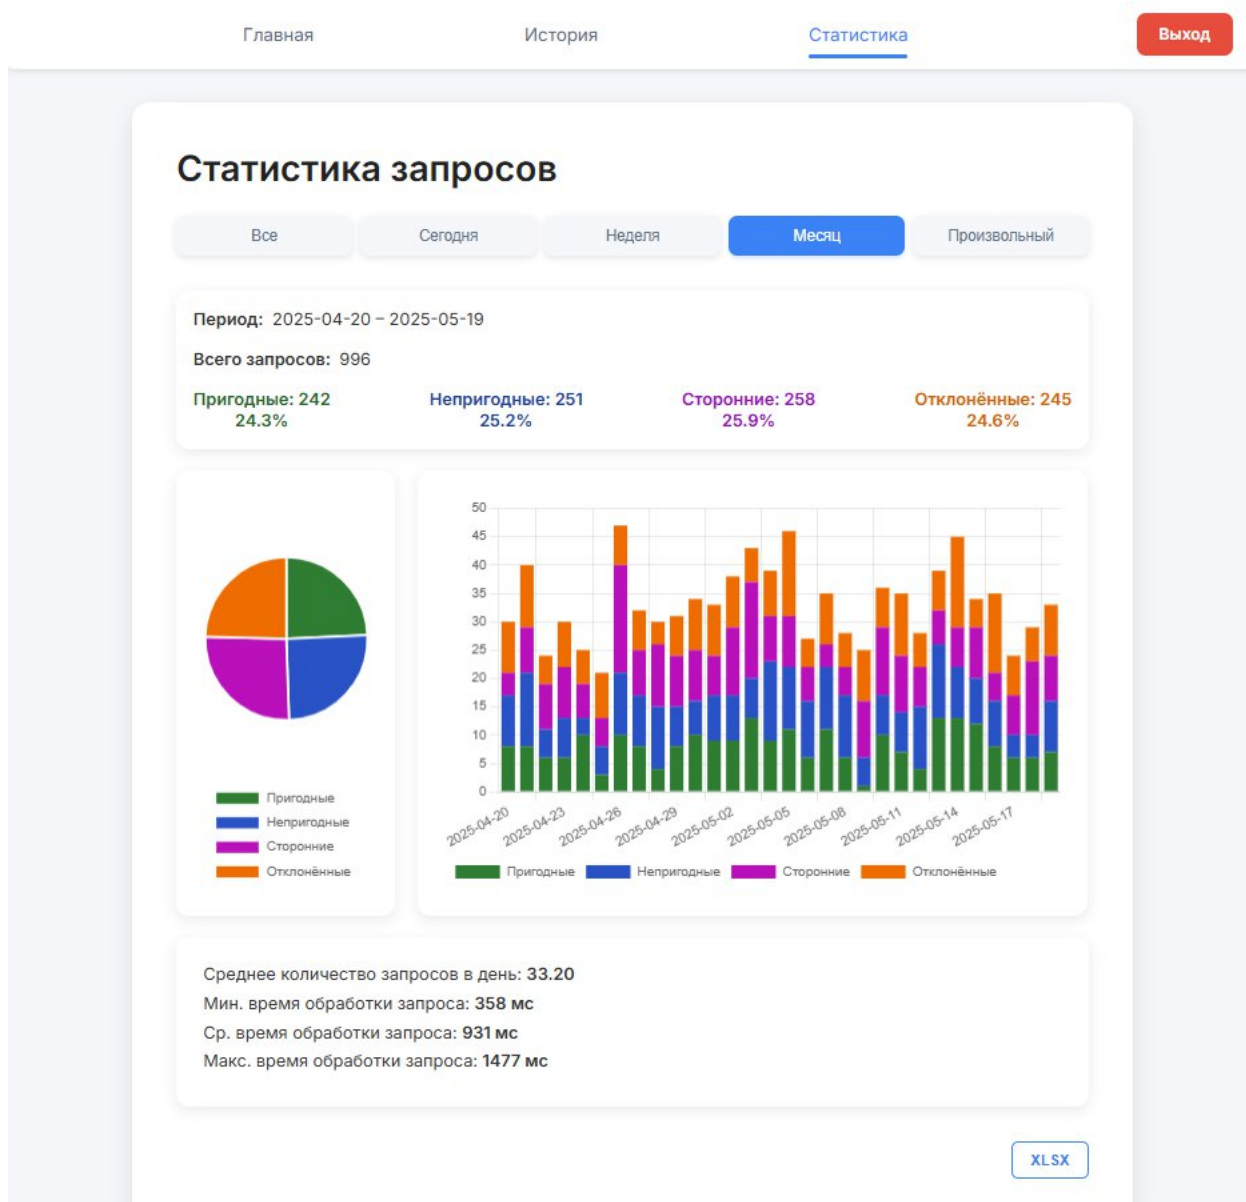 Главная История Статистика Выход
Статистика запросов
Все Сегодня Неделя Месяц Произвольный
Период: 2025-04-20 – 2025-05-19
Всего запросов: 996
Пригодные: 242 Непригодные: 251 Сторонние: 258 Отклонённые: 245
24.3% 25.2% 25.9% 24.6%
50
45
40
35
30
25
20
15
10
5
0
2025-04-20 2025-04-23 2025-04-26 2025-04-29 2025-05-02 2025-05-05 2025-05-08 2025-05-11 2025-05-14 2025-05-17
Пригодные
Непригодные
Сторонние
Отклонённые
Пригодные Непригодные Сторонние Отклонённые
Среднее количество запросов в день: 33.20
Мин. время обработки запроса: 358 мс
Ср. время обработки запроса: 931 мс
Макс. время обработки запроса: 1477 мс
XLSX